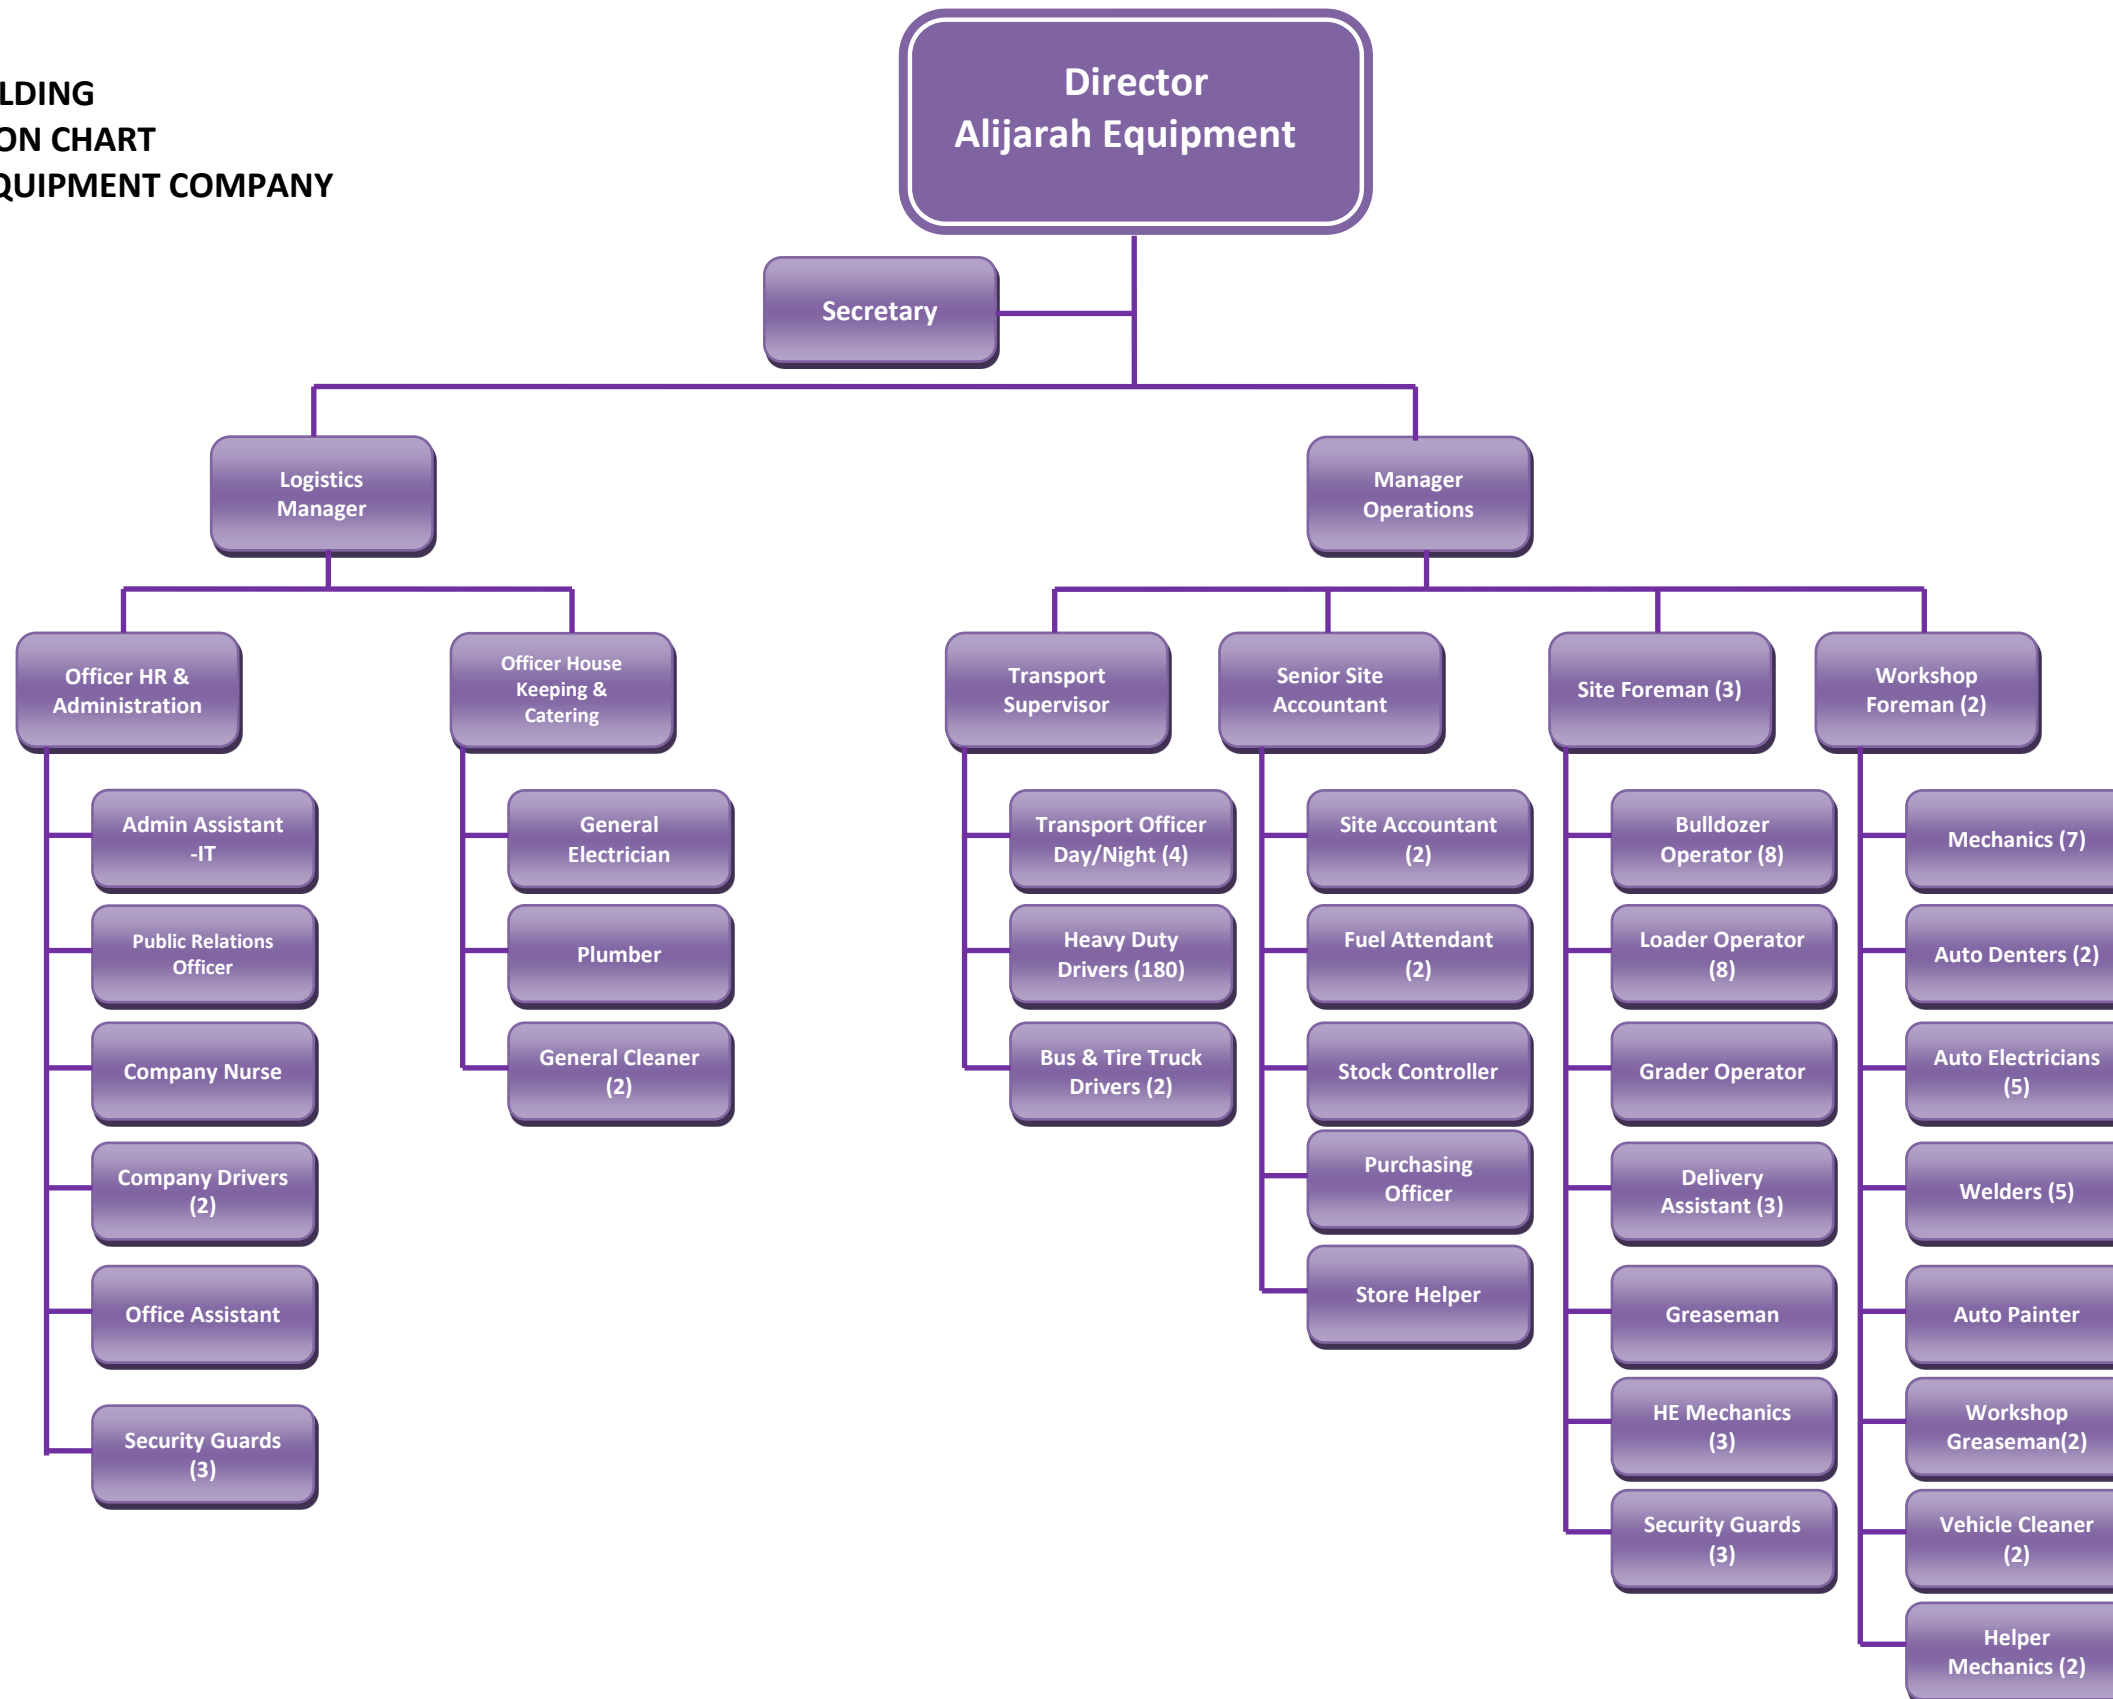 LDING
ON CHART
QUIPMENT COMPANY
Director
Alijarah Equipment
Secretary
Logistics
Manager
Manager
Operations
Officer HR &
Administration
Officer House
Keeping &
Catering
Transport
Supervisor
Senior Site
Accountant
Site Foreman (3)
Workshop
Foreman (2)
Admin Assistant
-IT
Public Relations
Officer
Company Nurse
Company Drivers
(2)
Office Assistant
Security Guards
(3)
General
Electrician
Plumber
General Cleaner
(2)
Transport Officer
Day/Night (4)
Heavy Duty
Drivers (180)
Bus & Tire Truck
Drivers (2)
Site Accountant
(2)
Fuel Attendant
(2)
Stock Controller
Purchasing
Officer
Store Helper
Bulldozer
Operator (8)
Loader Operator
(8)
Grader Operator
Delivery
Assistant (3)
Greaseman
HE Mechanics
(3)
Security Guards
(3)
Mechanics (7)
Auto Denters (2)
Auto Electricians
(5)
Welders (5)
Auto Painter
Workshop
Greaseman(2)
Vehicle Cleaner
(2)
Helper
Mechanics (2)